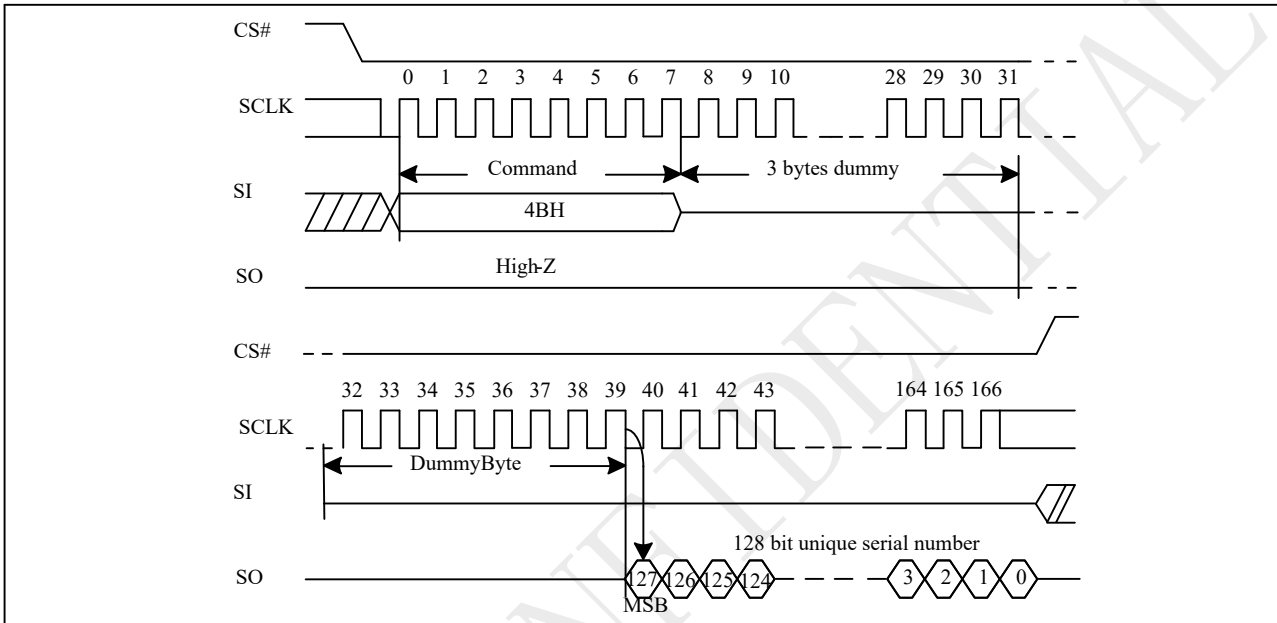 CS#
0 1 2 3 4 5 6 7 8 9 10 28 29 30 31
SCLK
Command 3 bytes dummy
SI
4BH
High-Z
SO
CS#
32 33 34 35 36 37 38 39 40 41 42 43 164 165 166
SCLK
DummyByte
SI
128 bit unique serial number
SO 127 126 125 124 3 2 1 0
MSB
NFIDENTIAL